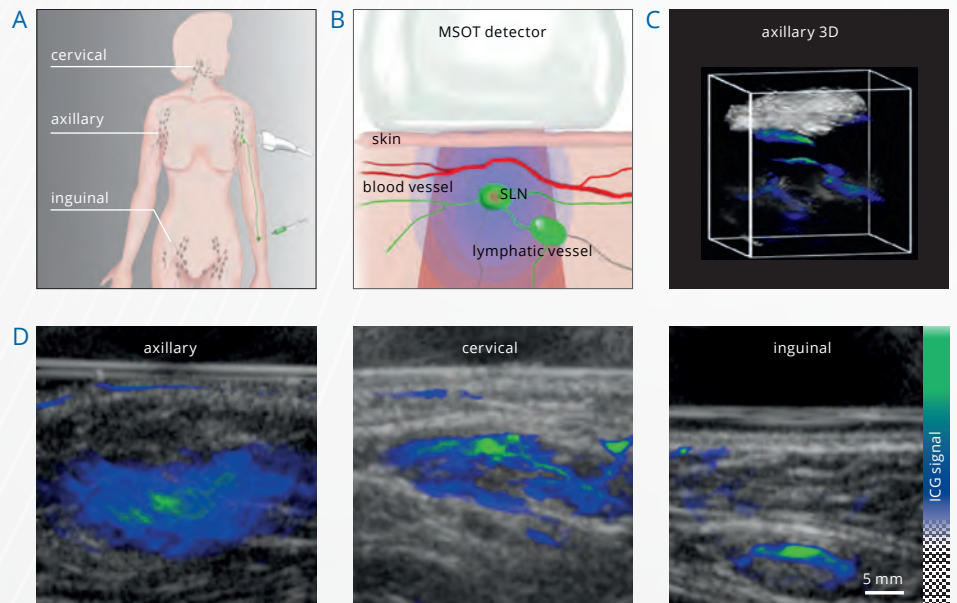 A
cervical
axillary
inguinal
B
MSOT detector
skin
blood vessel
SLN
lymphatic vessel
C
axillary 3D
D
axillary
cervical
inguinal
ICG signal
5 mm